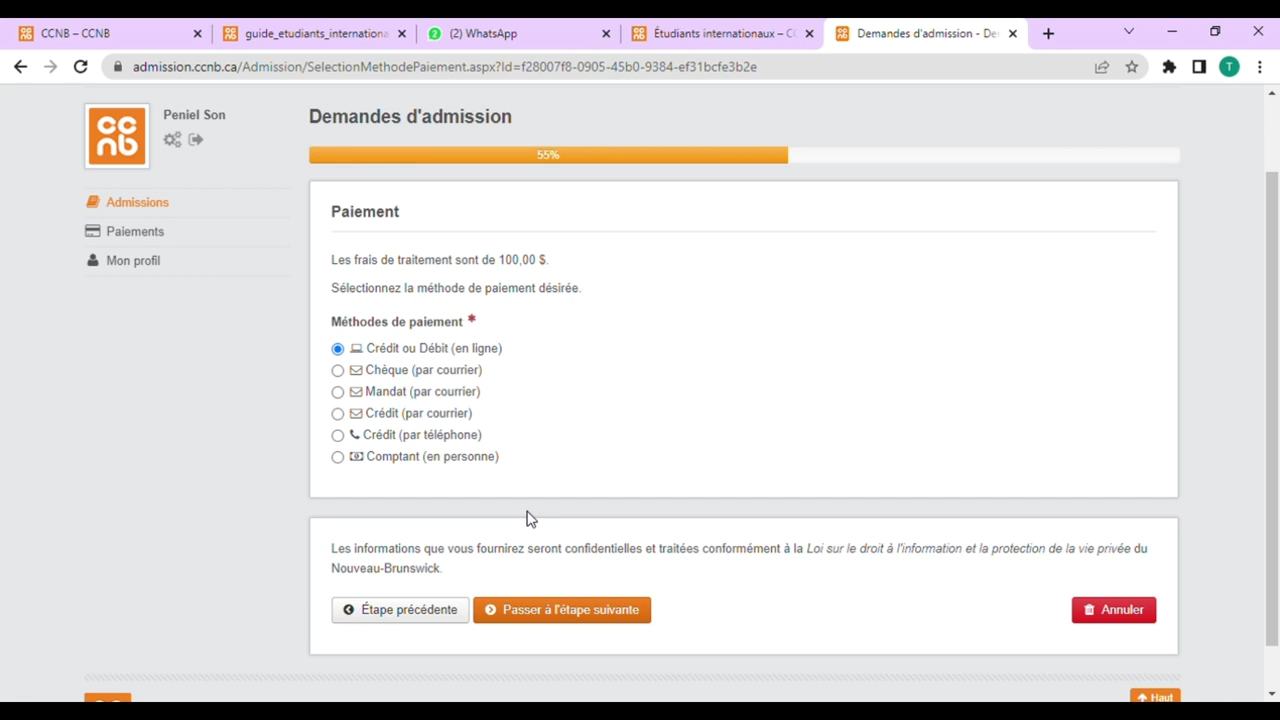 CCNB – CCNB
guide_etudiants_internationa
(2) WhatsApp
Étudiants internationaux – C
Demandes d'admission - De
admission.ccnb.ca/Admission/SelectionMethodePaiement.aspx?Id=f28007f8-0905-45b0-9384-ef31bcfe3b2e
T
ccnb
Peniel Son
Admissions
Paiements
Mon profil
Demandes d'admission
55%
Paiement
Les frais de traitement sont de 100,00 $.
Sélectionnez la méthode de paiement désirée.
Méthodes de paiement *
Crédit ou Débit (en ligne)
Chèque (par courrier)
Mandat (par courrier)
Crédit (par courrier)
Crédit (par téléphone)
Comptant (en personne)
Les informations que vous fournirez seront confidentielles et traitées conformément à la Loi sur le droit à l'information et la protection de la vie privée du
Nouveau-Brunswick.
Étape précédente
Passer à l'étape suivante
Annuler
Haut